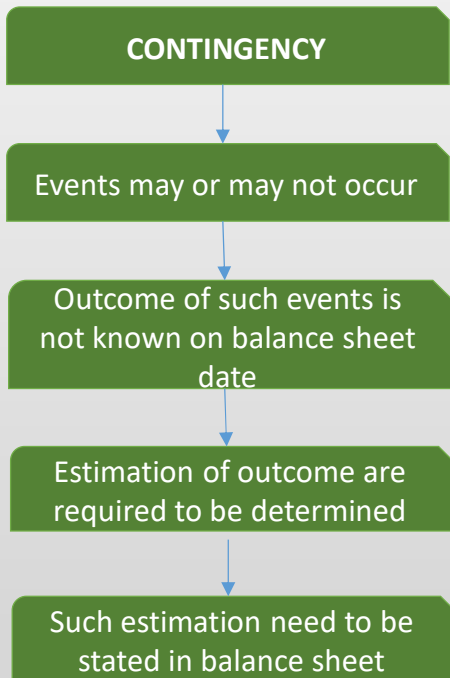 CONTINGENCY
Events may or may not occur
Outcome of such events is
not known on balance sheet
date
Estimation of outcome are
required to be determined
Such estimation need to be
stated in balance sheet